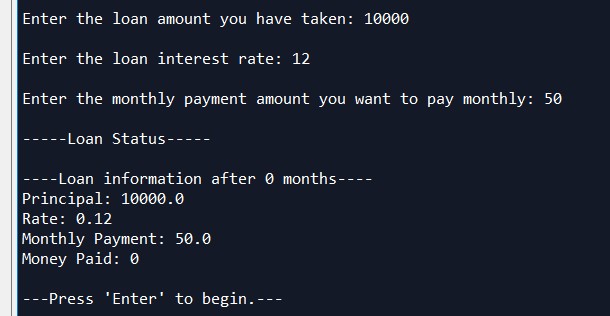 Enter the loan amount you have taken: 10000
Enter the loan interest rate: 12
Enter the monthly payment amount you want to pay monthly: 50
-----Loan Status-----
----Loan information after 0 months----
Principal: 10000.0
Rate: 0.12
Monthly Payment: 50.0
Money Paid: 0
---Press 'Enter' to begin.---